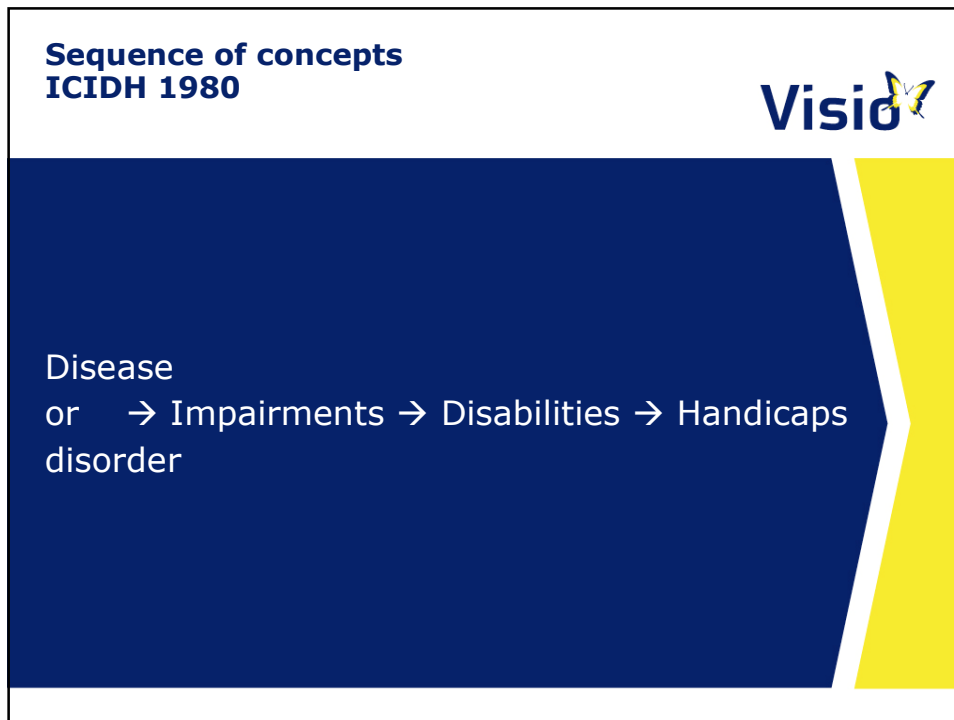 Sequence of concepts
ICIDH 1980
Visio
Disease
or → Impairments → Disabilities → Handicaps
disorder